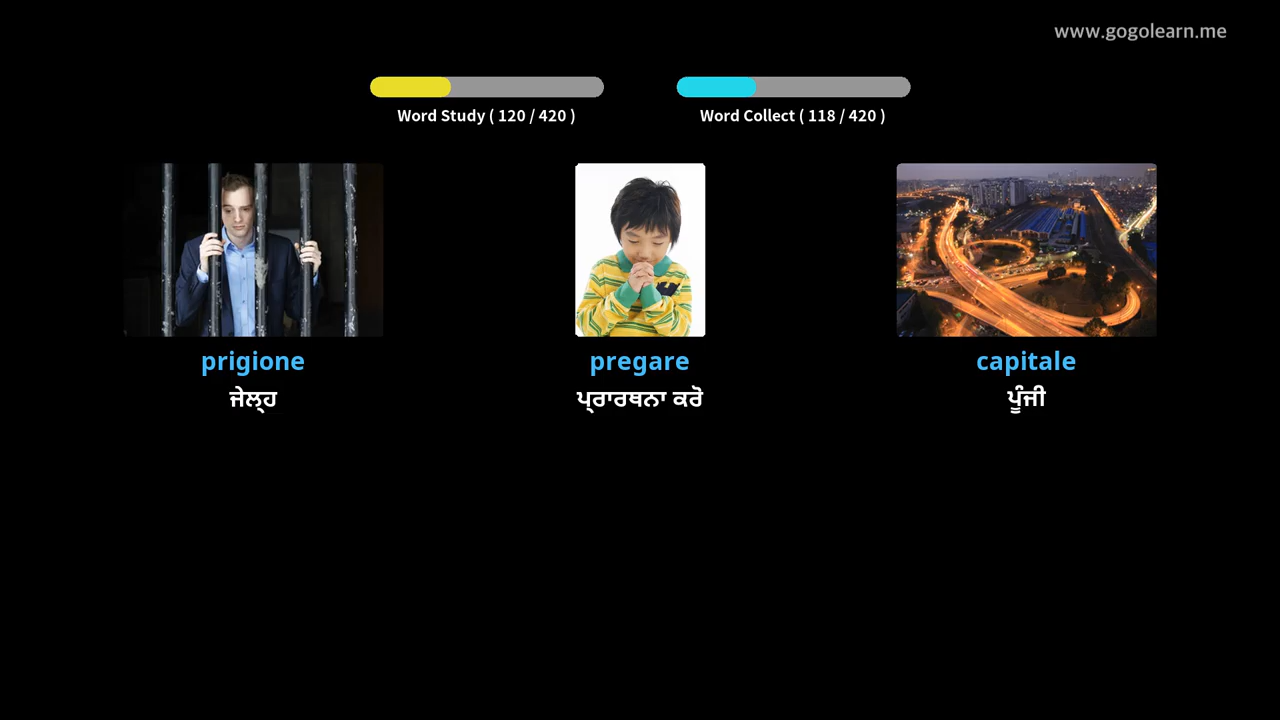 www.gogolearn.me
Word Study ( 120 / 420 )
Word Collect ( 118 / 420 )
prigione
pregare
capitale
ਜੇਲ੍ਹ
ਪ੍ਰਾਰਥਨਾ ਕਰੋ
ਪੂੰਜੀ